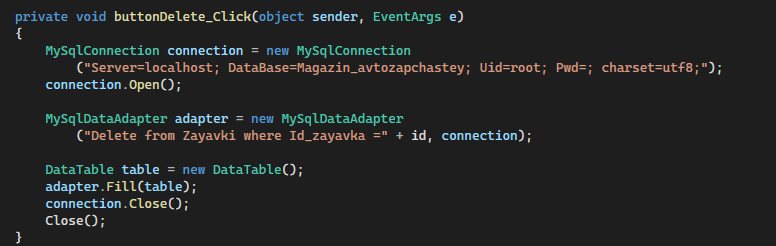 private void buttonDelete_Click(object sender, EventArgs e)
{
MySqlConnection connection = new MySqlConnection
("Server=localhost; DataBase=Magazin_avtozapchastey; Uid=root; Pwd=; charset=utf8;");
connection.Open();
MySqlDataAdapter adapter = new MySqlDataAdapter
("Delete from Zayavki where Id_zayavka =" + id, connection);
DataTable table = new DataTable();
adapter.Fill(table);
connection.Close();
Close();
}